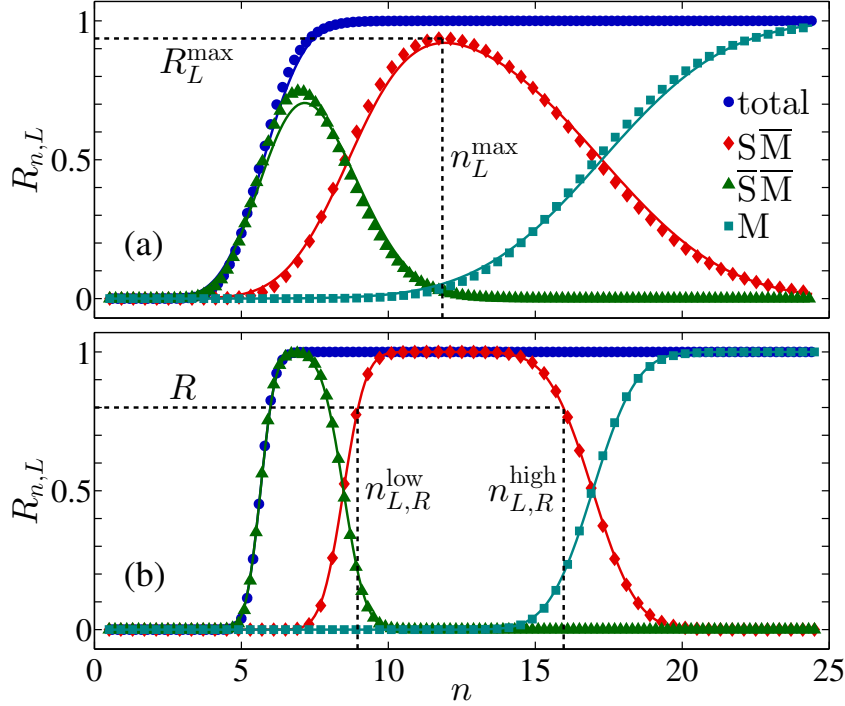 1
R_L^max
total
SM̅
n_L^max
S̅M̅
0.5
R_{n,L}
M
(a)
0
1
R
n_{L,R}^low
n_{L,R}^high
0.5
R_{n,L}
(b)
0
0 5 10 15 20 25
n